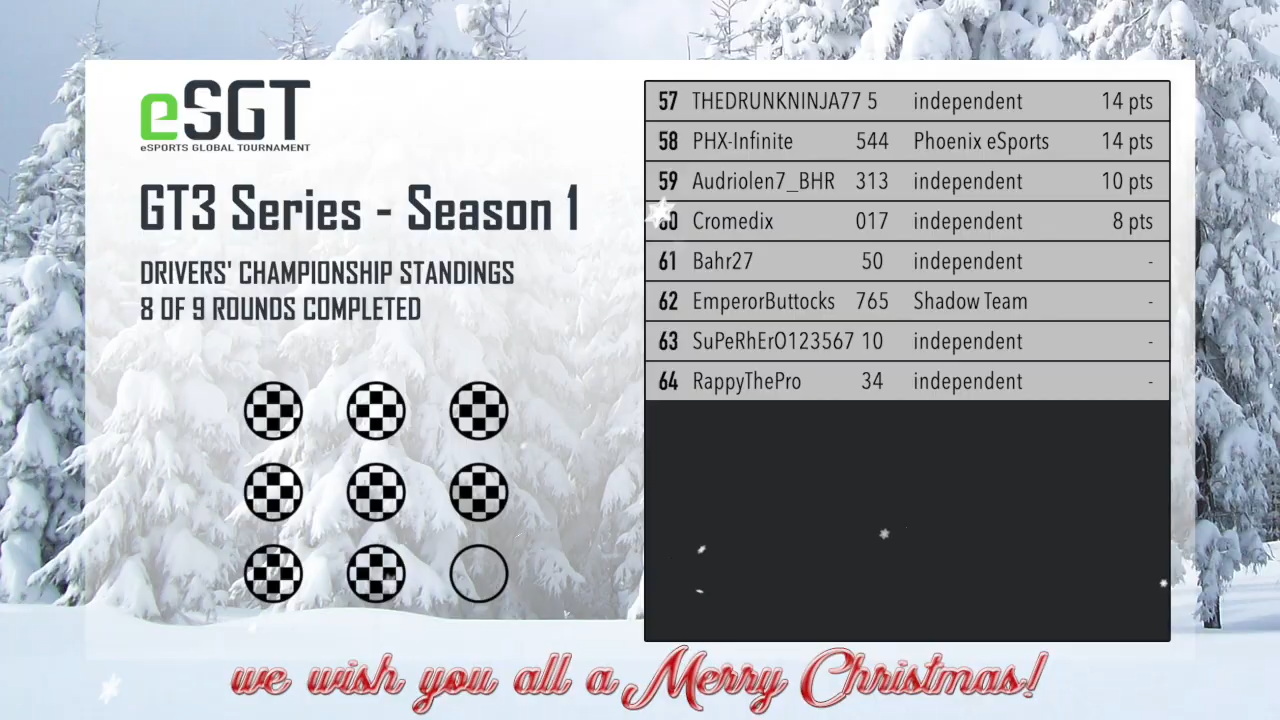 eSGT
eSPORTS GLOBAL TOURNAMENT
GT3 Series - Season 1
DRIVERS' CHAMPIONSHIP STANDINGS
8 OF 9 ROUNDS COMPLETED
57 THEDRUNKNINJA77 5 independent 14 pts
58 PHX-Infinite 544 Phoenix eSports 14 pts
59 Audriolen7_BHR 313 independent 10 pts
60 Cromedix 017 independent 8 pts
61 Bahr27 50 independent -
62 EmperorButtocks 765 Shadow Team -
63 SuPeRhErO123567 10 independent -
64 RappyThePro 34 independent -
we wish you all a Merry Christmas!